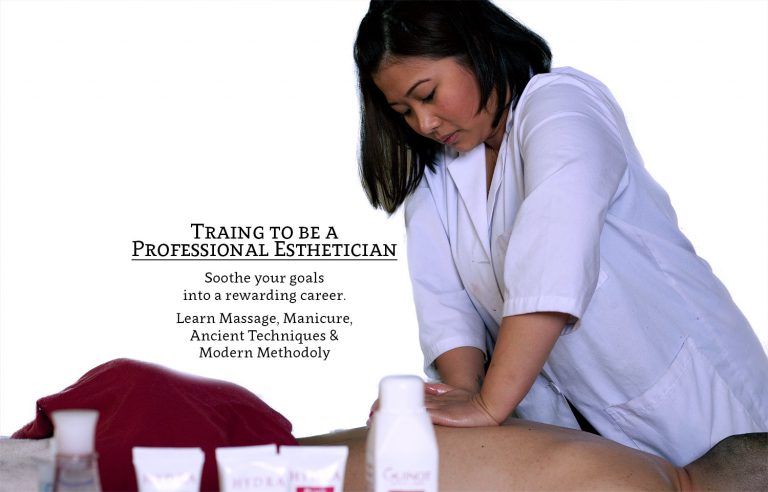 Traing to be a
Professional Esthetician
Soothe your goals
into a rewarding career.
Learn Massage, Manicure,
Ancient Techniques &
Modern Methodoly
HYDRA
HYDRA
HYDRA
GUINOT